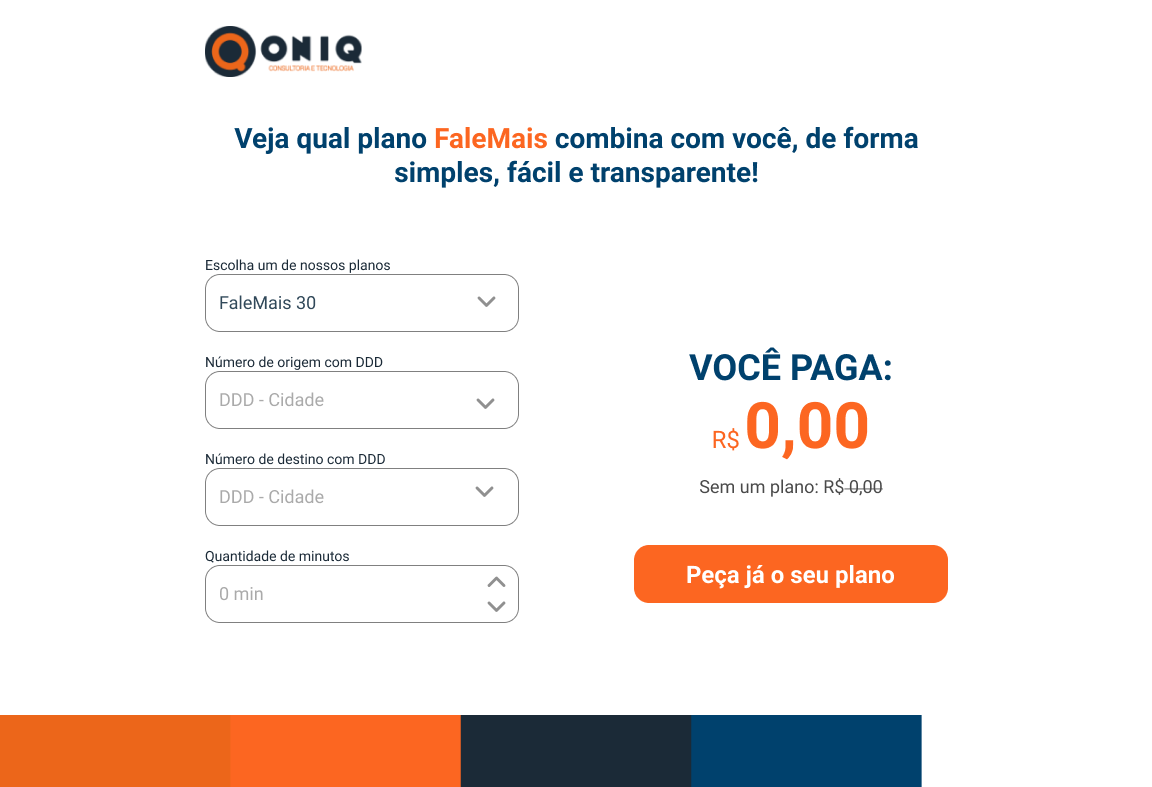 ONIQ
CONSULTORIA E TECNOLOGIA
Veja qual plano FaleMais combina com você, de forma
simples, fácil e transparente!
Escolha um de nossos planos
FaleMais 30
Número de origem com DDD
DDD - Cidade
Número de destino com DDD
DDD - Cidade
Quantidade de minutos
0 min
VOCÊ PAGA:
R$ 0,00
Sem um plano: R$ 0,00
Peça já o seu plano